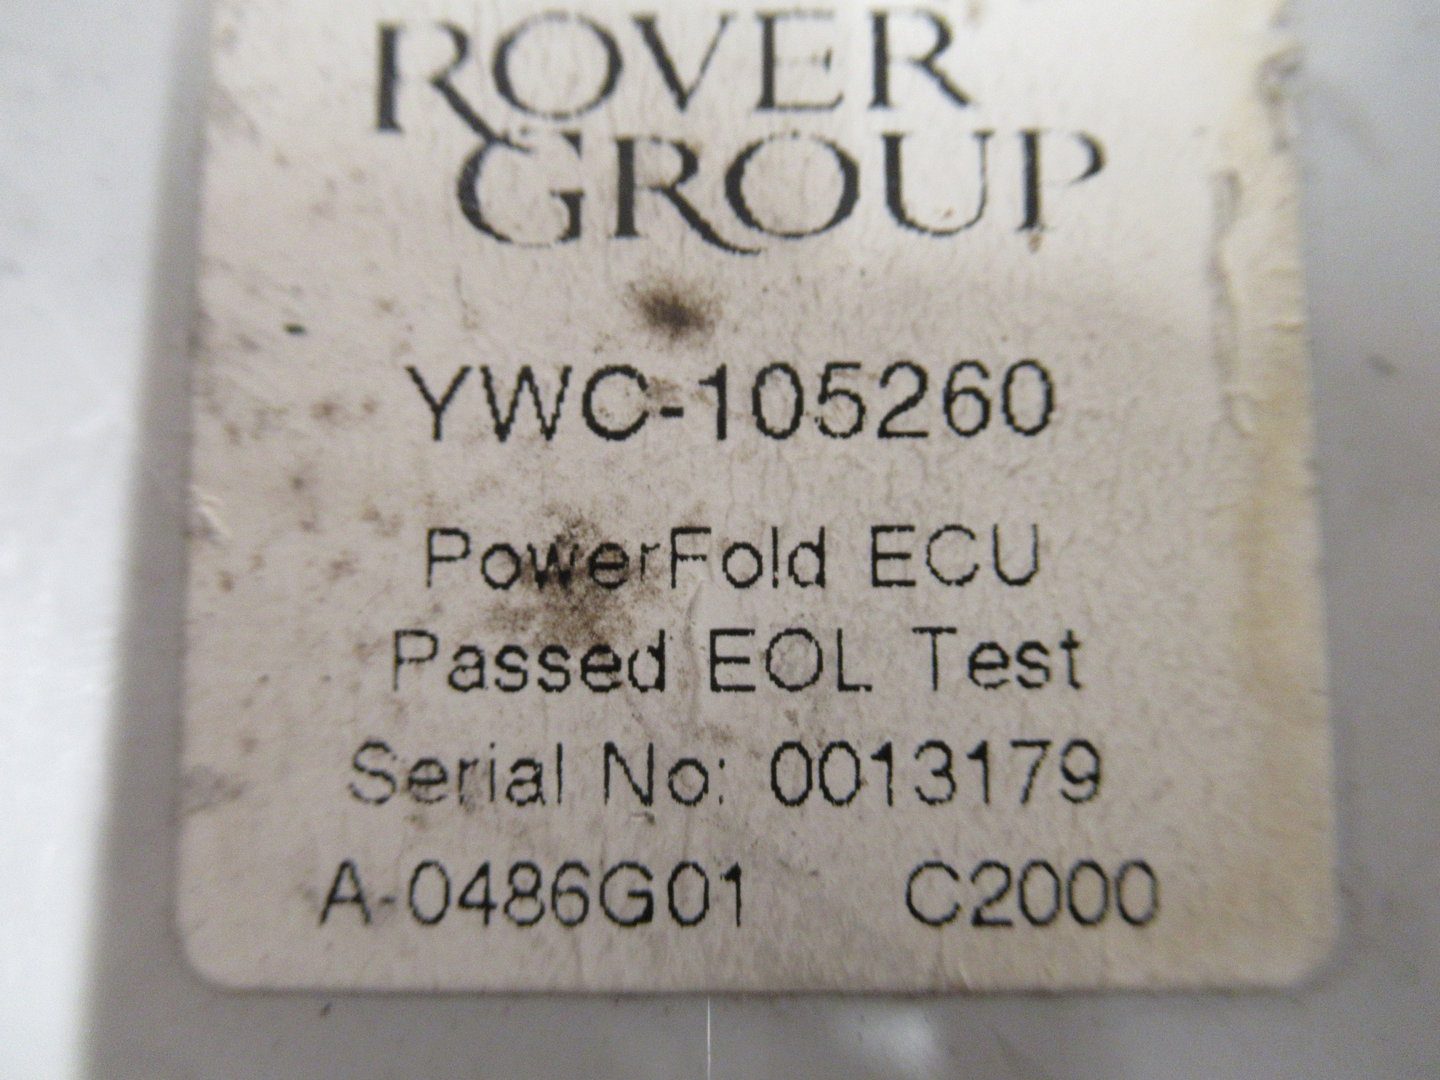 ROVER
GROUP
YWC-105260
PowerFold ECU
Passed EOL Test
Serial No: 0013179
A-0486G01 C2000